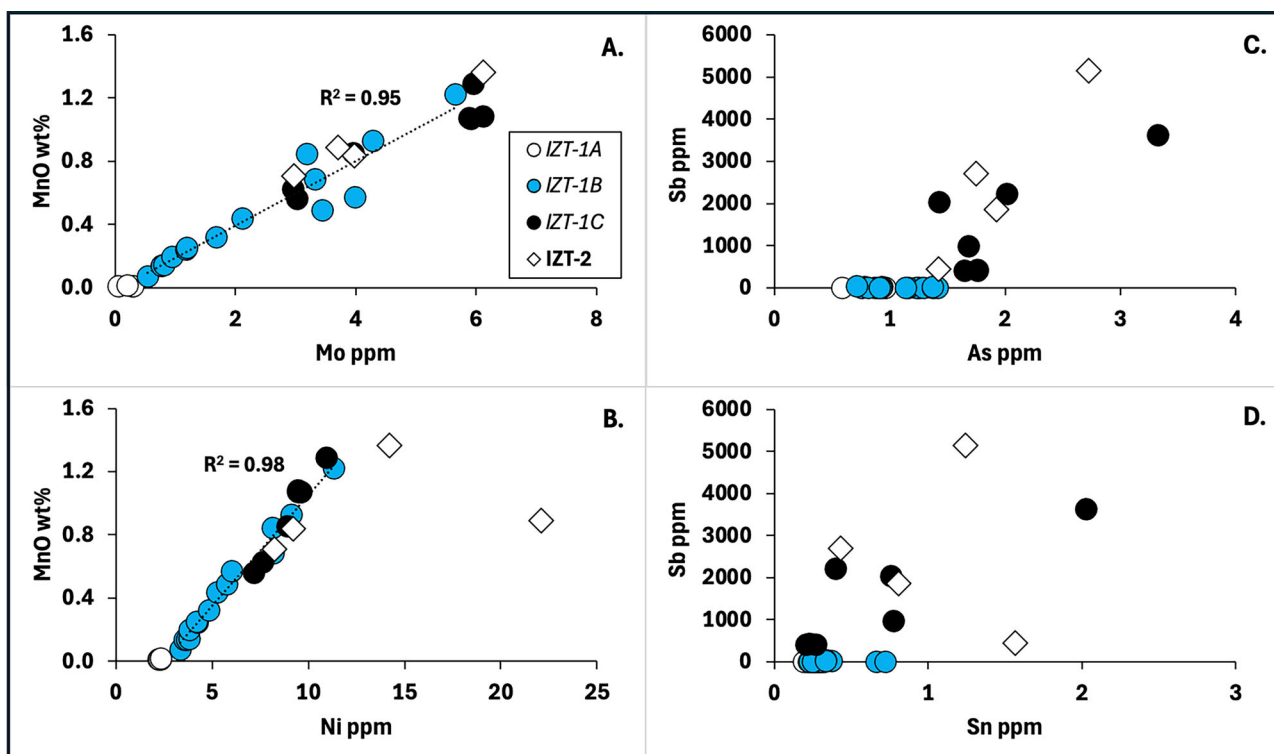 A.
1.6
1.2
0.8
0.4
0.0
MnO wt%
R² = 0.95
0
2
4
6
8
Mo ppm
IZT-1A
IZT-1B
IZT-1C
IZT-2
C.
6000
5000
4000
3000
2000
1000
0
Sb ppm
0
1
2
3
4
As ppm
B.
1.6
1.2
0.8
0.4
0.0
MnO wt%
R² = 0.98
0
5
10
15
20
25
Ni ppm
D.
6000
5000
4000
3000
2000
1000
0
Sb ppm
0
1
2
3
Sn ppm